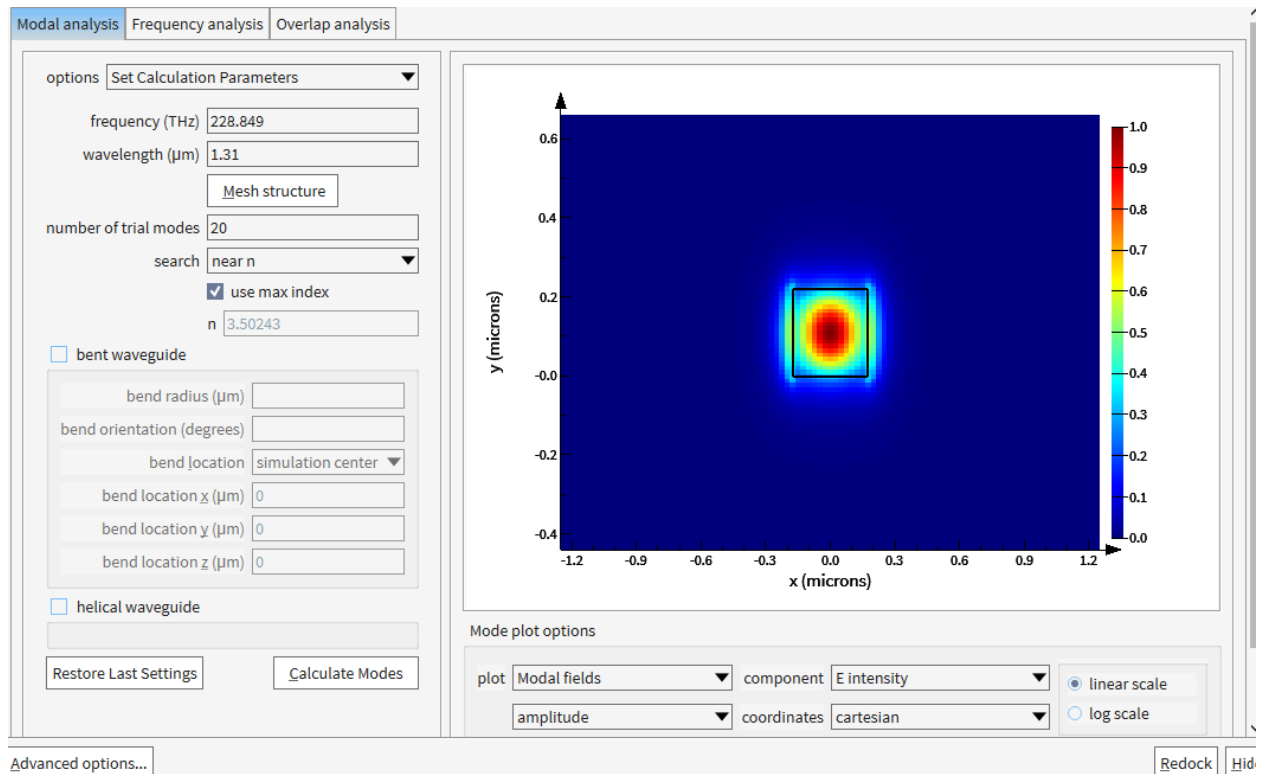 Modal analysis Frequency analysis Overlap analysis
options Set Calculation Parameters
frequency (THz) 228.849
wavelength (µm) 1.31
Mesh structure
number of trial modes 20
search near n
use max index
n 3.50243
bent waveguide
bend radius (µm)
bend orientation (degrees)
bend location simulation center
bend location x (µm) 0
bend location y (µm) 0
bend location z (µm) 0
helical waveguide
Restore Last Settings Calculate Modes
y (microns)
0.6
0.4
0.2
-0.0
-0.2
-0.4
-1.2 -0.9 -0.6 -0.3 0.0 0.3 0.6 0.9 1.2
x (microns)
1.0
0.9
0.8
0.7
0.6
0.5
0.4
0.3
0.2
0.1
0.0
Mode plot options
plot Modal fields component E intensity
amplitude coordinates cartesian
linear scale
log scale
Advanced options... Redock Hid